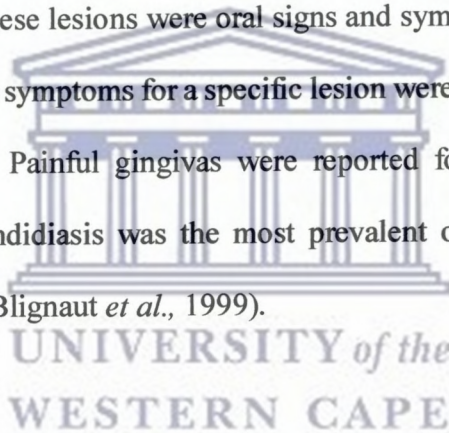 ese lesions were oral signs and sym
symptoms for a specific lesion were
Painful gingivas were reported fo
ndidiasis was the most prevalent o
Blignaut et al., 1999).
UNIVERSITY of the
WESTERN CAPE